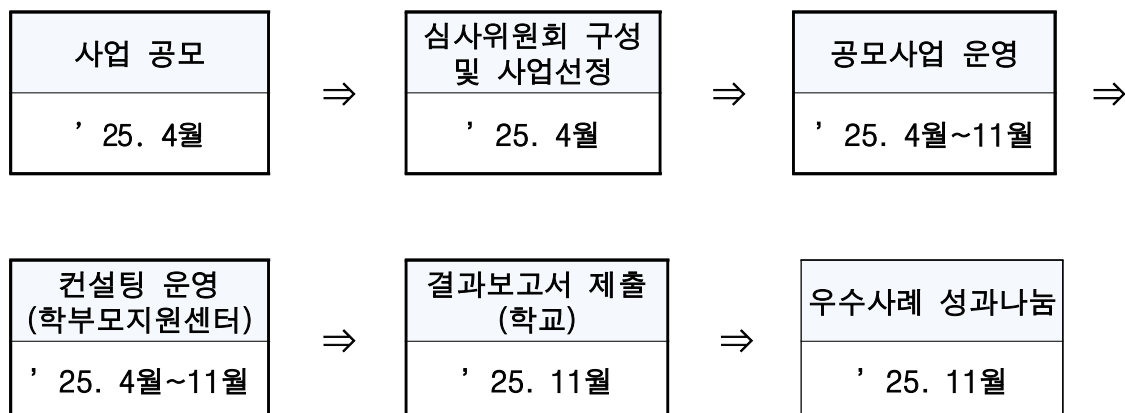 사업 공모
’ 25. 4월
⇒
심사위원회 구성
및 사업선정
’ 25. 4월
⇒
공모사업 운영
’ 25. 4월~11월
⇒
컨설팅 운영
(학부모지원센터)
’ 25. 4월~11월
⇒
결과보고서 제출
(학교)
’ 25. 11월
⇒
우수사례 성과나눔
’ 25. 11월